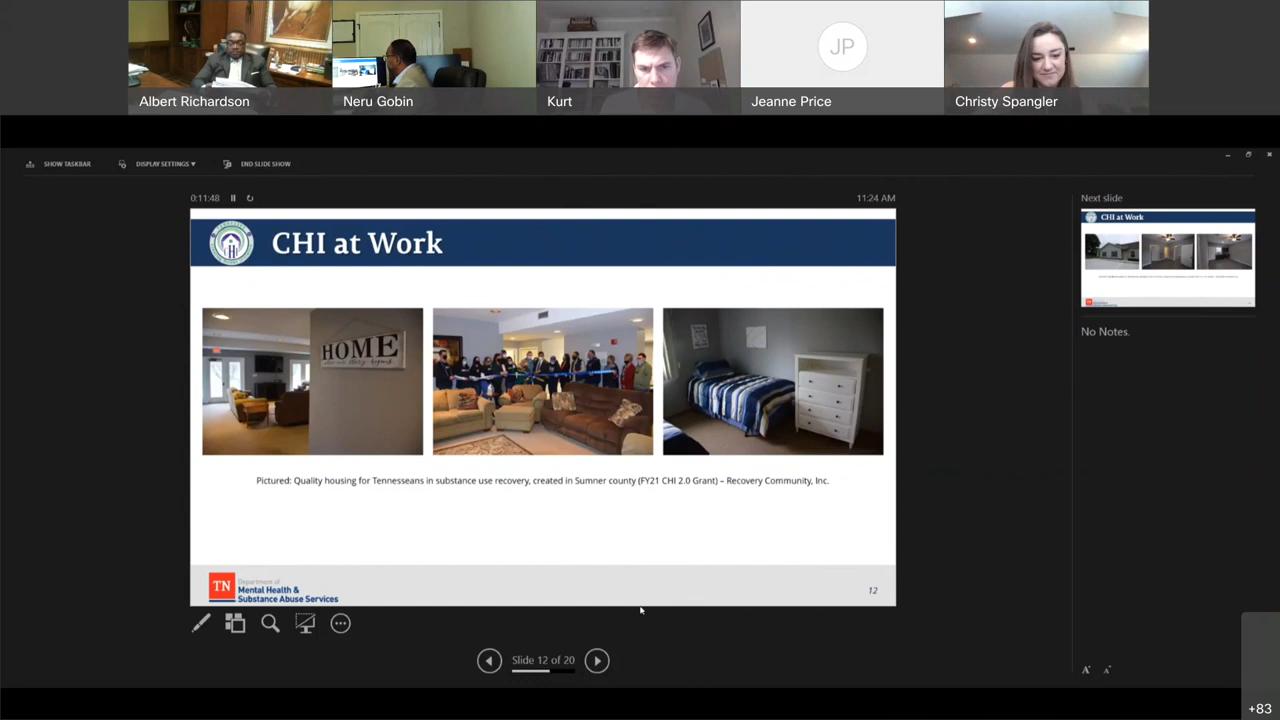 Albert Richardson
Neru Gobin
Kurt
JP
Jeanne Price
Christy Spangler
SHOW TASKBAR
DISPLAY SETTINGS ▾
END SLIDE SHOW
0:11:48
11:24 AM
Next slide
CHI at Work
CHI at Work
HOME
Pictured: Quality housing for Tennesseans in substance use recovery, created in Sumner county (FY21 CHI 2.0 Grant) – Recovery Community, Inc.
No Notes.
TN
Department of
Mental Health &
Substance Abuse Services
12
TN
Slide 12 of 20
A A
+83